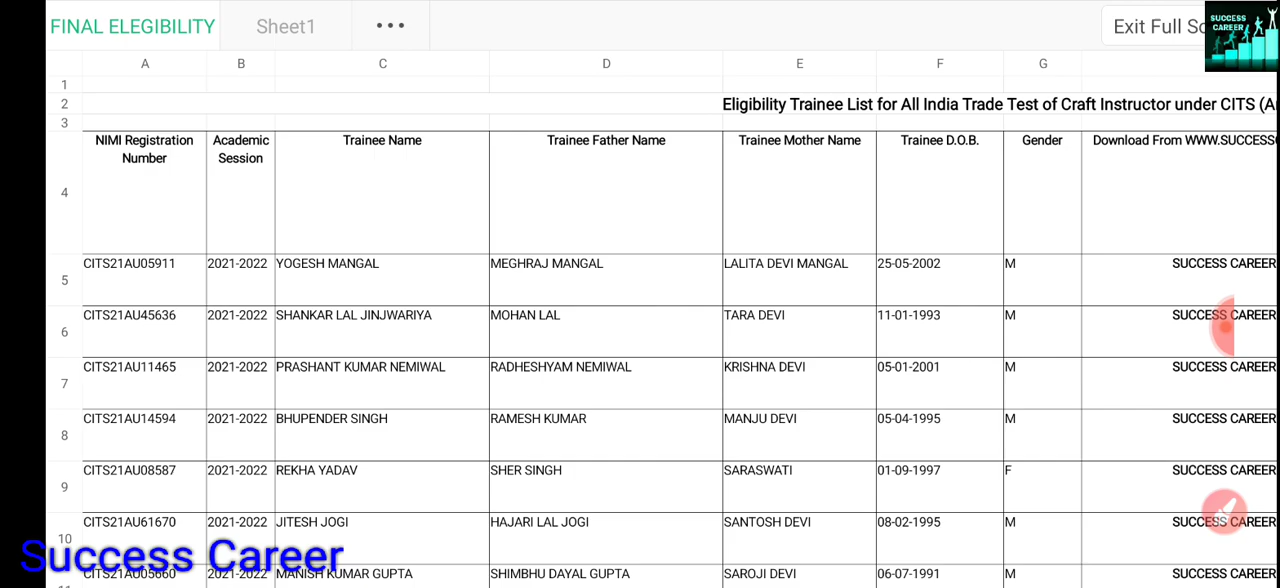 FINAL ELEGIBILITY Sheet1 ••• Exit Full Sc
SUCCESS
CAREER
A B C D E F G
1
2 Eligibility Trainee List for All India Trade Test of Craft Instructor under CITS (A
3
NIMI Registration Number Academic Session Trainee Name Trainee Father Name Trainee Mother Name Trainee D.O.B. Gender Download From WWW.SUCCESS
4
5 CITS21AU05911 2021-2022 YOGESH MANGAL MEGHRAJ MANGAL LALITA DEVI MANGAL 25-05-2002 M SUCCESS CAREER
6 CITS21AU45636 2021-2022 SHANKAR LAL JINJWARIYA MOHAN LAL TARA DEVI 11-01-1993 M SUCCESS CAREER
7 CITS21AU11465 2021-2022 PRASHANT KUMAR NEMIWAL RADHESHYAM NEMIWAL KRISHNA DEVI 05-01-2001 M SUCCESS CAREER
8 CITS21AU14594 2021-2022 BHUPENDER SINGH RAMESH KUMAR MANJU DEVI 05-04-1995 M SUCCESS CAREER
9 CITS21AU08587 2021-2022 REKHA YADAV SHER SINGH SARASWATI 01-09-1997 F SUCCESS CAREER
10 CITS21AU61670 2021-2022 JITESH JOGI HAJARI LAL JOGI SANTOSH DEVI 08-02-1995 M SUCCESS CAREER
Success Career
CITS21AU05660 2021-2022 MANISH KUMAR GUPTA SHIMBHU DAYAL GUPTA SAROJI DEVI 06-07-1991 M SUCCESS CAREER